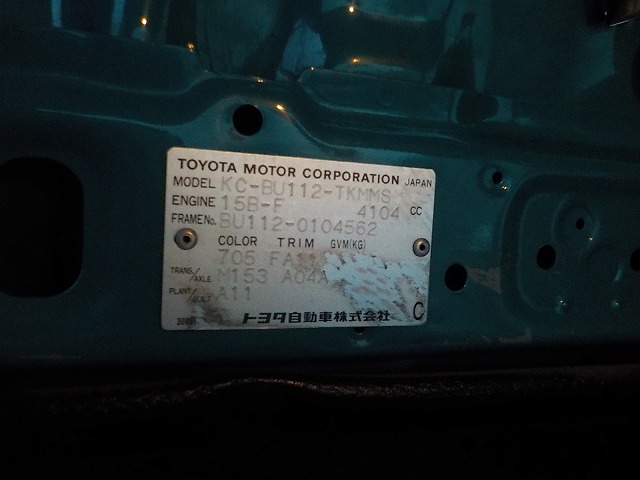 TOYOTA MOTOR CORPORATION JAPAN
MODEL KC-BU112-TKMMS
ENGINE 15B-F 4104 CC
FRAME No. BU112-0104562
COLOR TRIM GVM(KG)
705
TRANS./AXLE M153 A04A
PLANT/BUILT A11
トヨタ自動車株式会社 C